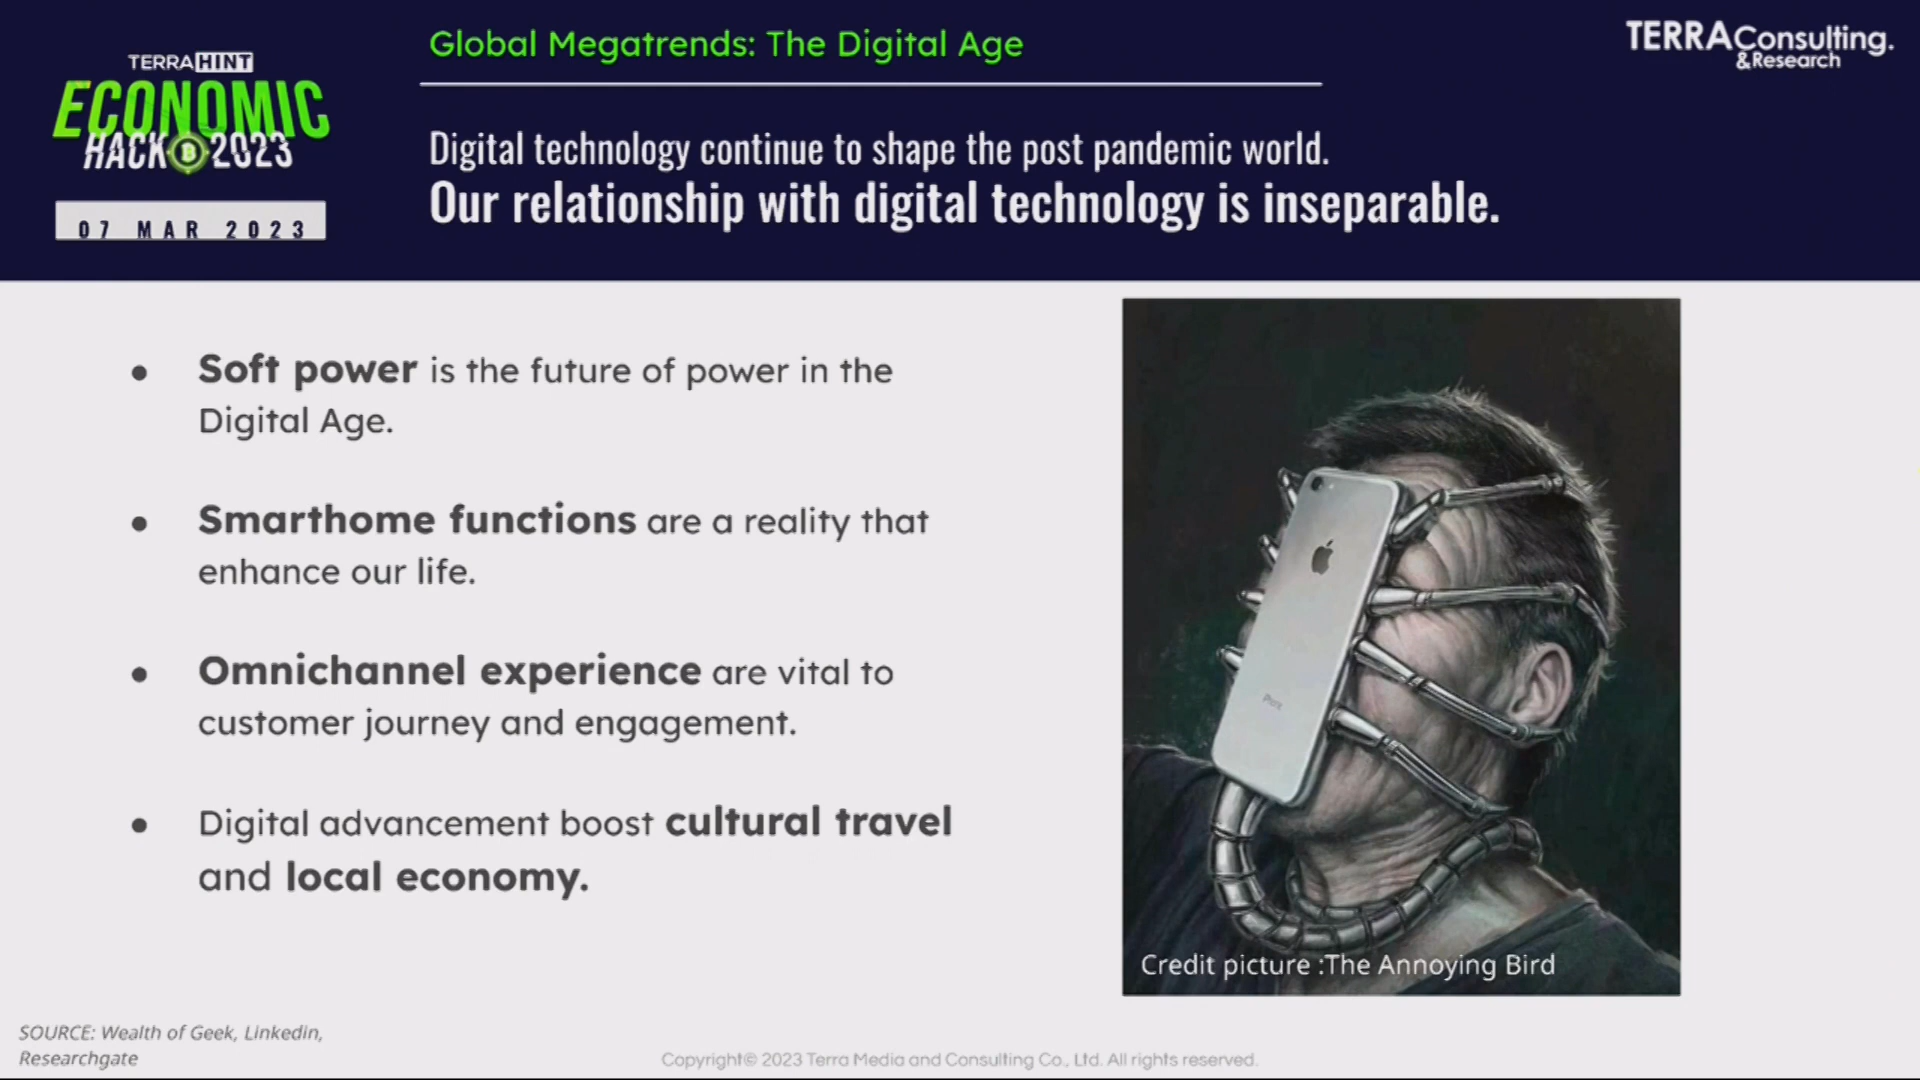 TERRAHINT
ECONOMIC
HACK 2023
07 MAR 2023
Global Megatrends: The Digital Age
TERRAConsulting.
&Research
Digital technology continue to shape the post pandemic world.
Our relationship with digital technology is inseparable.
• Soft power is the future of power in the
Digital Age.
• Smarthome functions are a reality that
enhance our life.
• Omnichannel experience are vital to
customer journey and engagement.
• Digital advancement boost cultural travel
and local economy.
iPhone
Credit picture :The Annoying Bird
SOURCE: Wealth of Geek, Linkedin,
Researchgate
Copyright© 2023 Terra Media and Consulting Co., Ltd. All rights reserved.